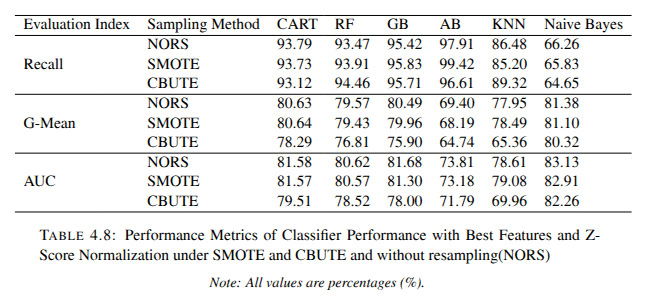 Evaluation Index Sampling Method CART RF GB AB KNN Naive Bayes
NORS 93.79 93.47 95.42 97.91 86.48 66.26
Recall SMOTE 93.73 93.91 95.83 99.42 85.20 65.83
CBUTE 93.12 94.46 95.71 96.61 89.32 64.65
NORS 80.63 79.57 80.49 69.40 77.95 81.38
G-Mean SMOTE 80.64 79.43 79.96 68.19 78.49 81.10
CBUTE 78.29 76.81 75.90 64.74 65.36 80.32
NORS 81.58 80.62 81.68 73.81 78.61 83.13
AUC SMOTE 81.57 80.57 81.30 73.18 79.08 82.91
CBUTE 79.51 78.52 78.00 71.79 69.96 82.26
TABLE 4.8: Performance Metrics of Classifier Performance with Best Features and Z-
Score Normalization under SMOTE and CBUTE and without resampling(NORS)
Note: All values are percentages (%).